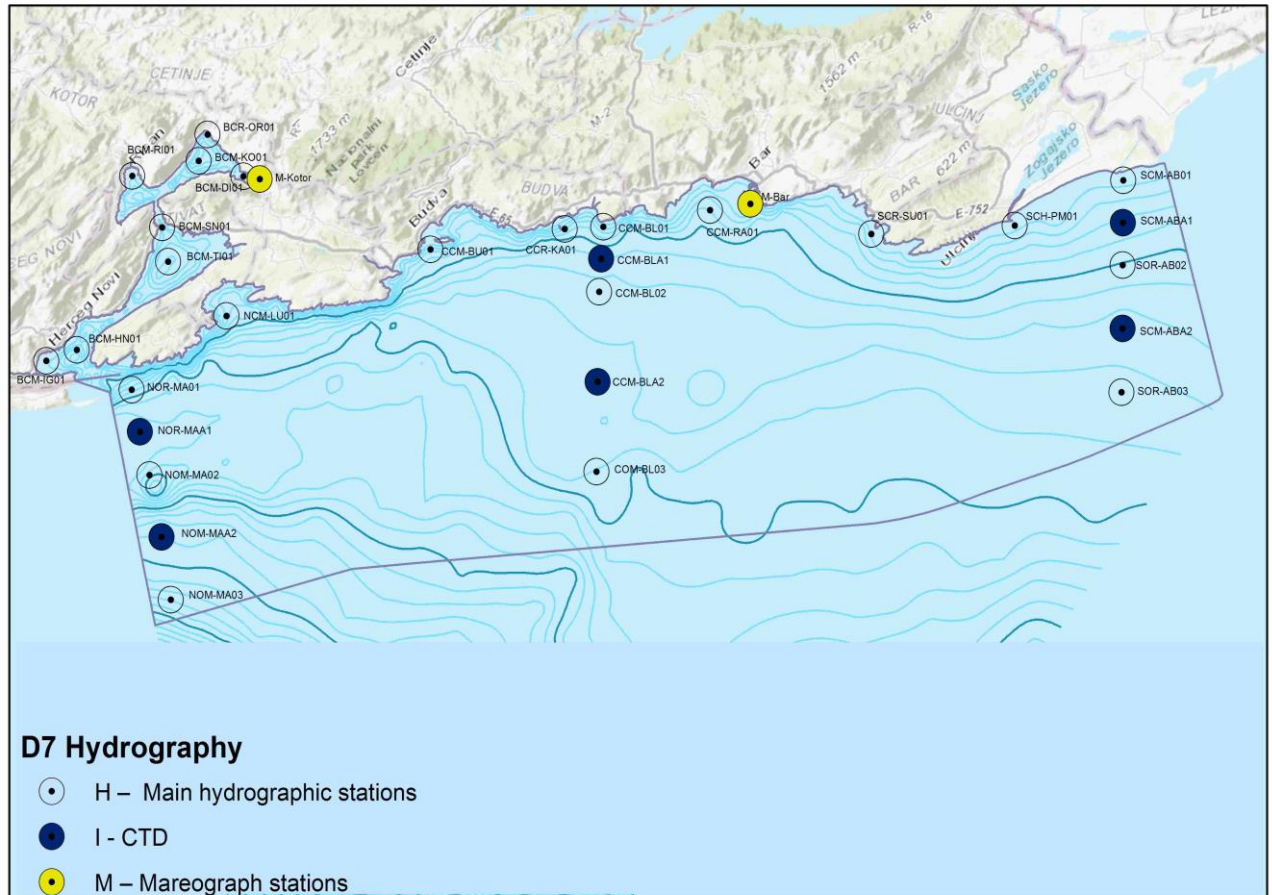 LEZH
R-16
Cetinje
CETINJE
1562 m
Sasko
Jezero
KOTOR
BCR-OR01
M-2
ULCINJ
BCM-RI01
1733 m
BCM-KO01
Nacionalni
park
Lovćen
Zogajsko
Jezero
Bar
M-Kotor
BCM-DI01
BAR
622 m
SCM-AB01
BUDVA
Budva
M-Bar
E-65
E-752
SCR-SU01
SCH-PM01
SCM-ABA1
BCM-SN01
CCM-BL01
CCM-RA01
CCR-KA01
CCM-BU01
Ulcinj
BCM-TI01
CCM-BLA1
SOR-AB02
CCM-BL02
Herceg Novi
NCM-LU01
SCM-ABA2
BCM-HN01
BCM-IG01
CCM-BLA2
NOR-MA01
SOR-AB03
NOR-MAA1
COM-BL03
NOM-MA02
NOM-MAA2
NOM-MA03
D7 Hydrography
H – Main hydrographic stations
I - CTD
M – Mareograph stations